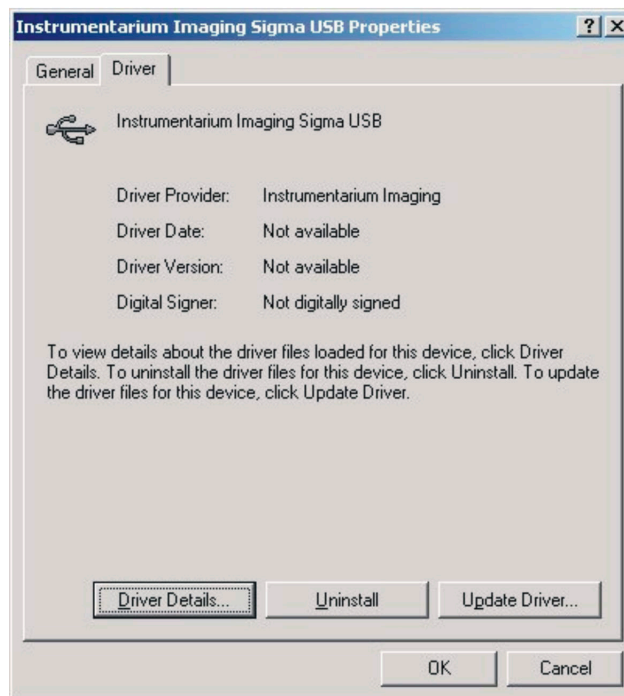 Instrumentarium Imaging Sigma USB Properties
General Driver
Instrumentarium Imaging Sigma USB
Driver Provider: Instrumentarium Imaging
Driver Date: Not available
Driver Version: Not available
Digital Signer: Not digitally signed
To view details about the driver files loaded for this device, click Driver
Details. To uninstall the driver files for this device, click Uninstall. To update
the driver files for this device, click Update Driver.
Driver Details... Uninstall Update Driver...
OK Cancel